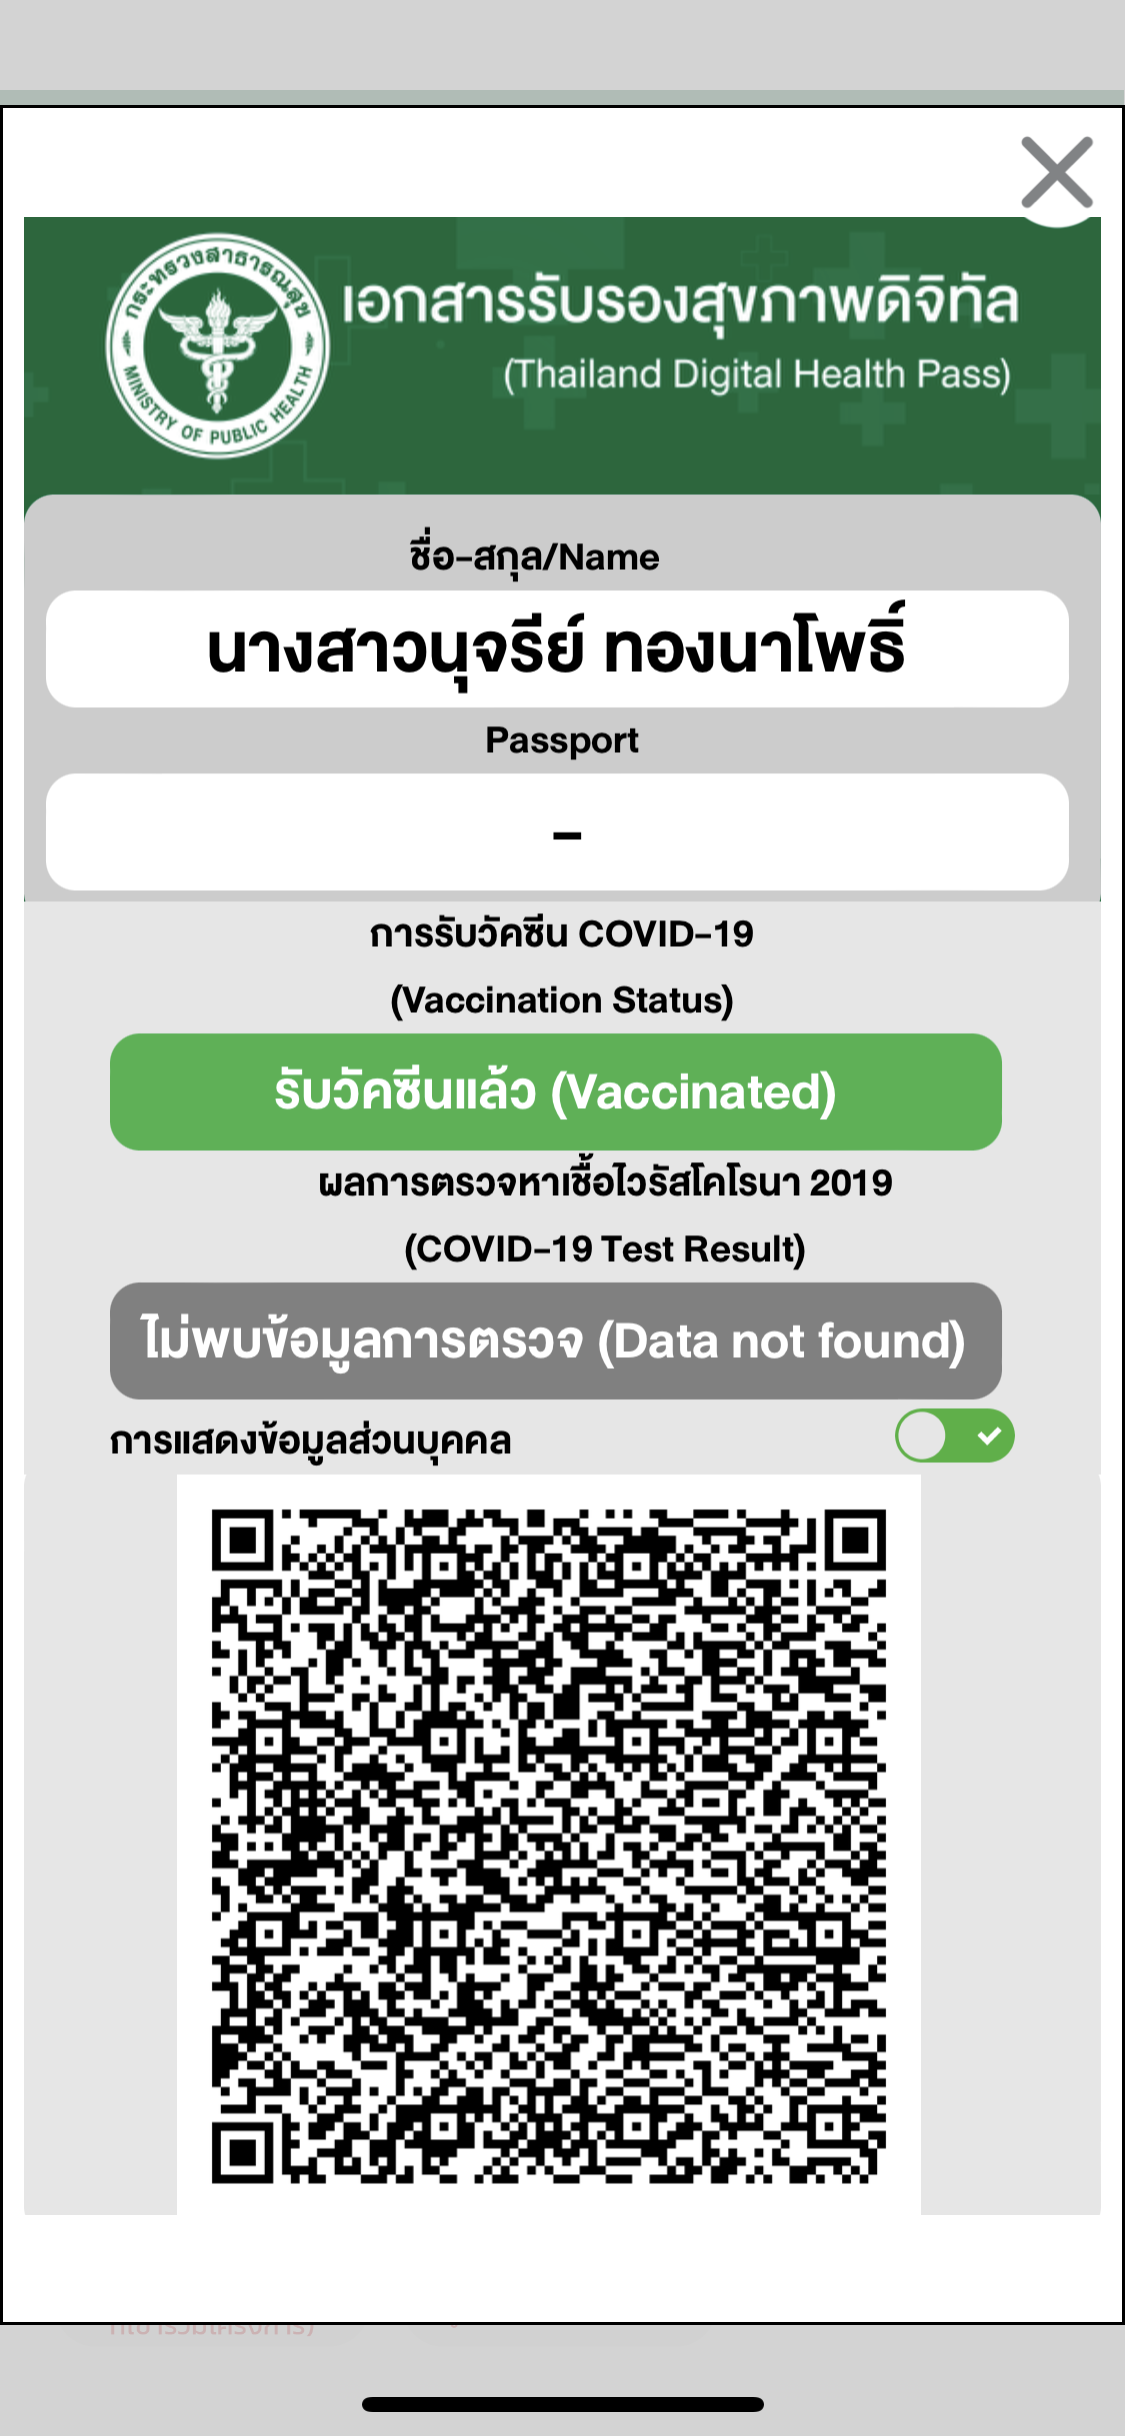 กระทรวงสาธารณสุข
MINISTRY OF PUBLIC HEALTH
เอกสารรับรองสุขภาพดิจิทัล
(Thailand Digital Health Pass)
ชื่อ-สกุล/Name
นางสาวนุจรีย์ ทองนาโพธิ์
Passport
-
การรับวัคซีน COVID-19
(Vaccination Status)
รับวัคซีนแล้ว (Vaccinated)
ผลการตรวจหาเชื้อไวรัสโคโรนา 2019
(COVID-19 Test Result)
ไม่พบข้อมูลการตรวจ (Data not found)
การแสดงข้อมูลส่วนบุคคล